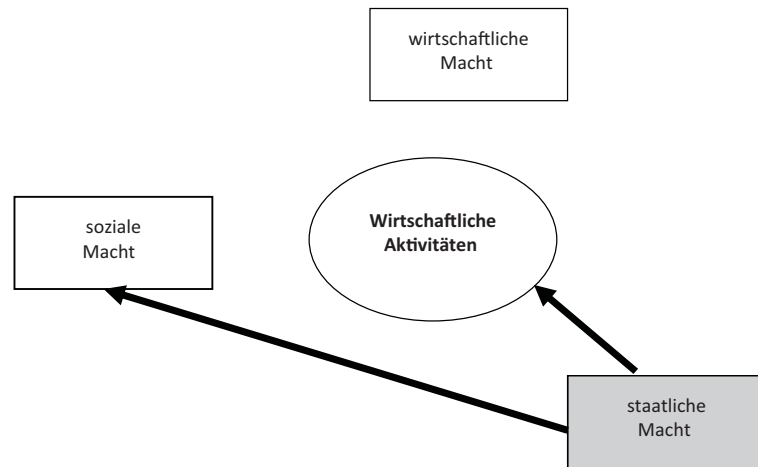 wirtschaftliche
Macht
soziale
Macht
Wirtschaftliche
Aktivitäten
staatliche
Macht